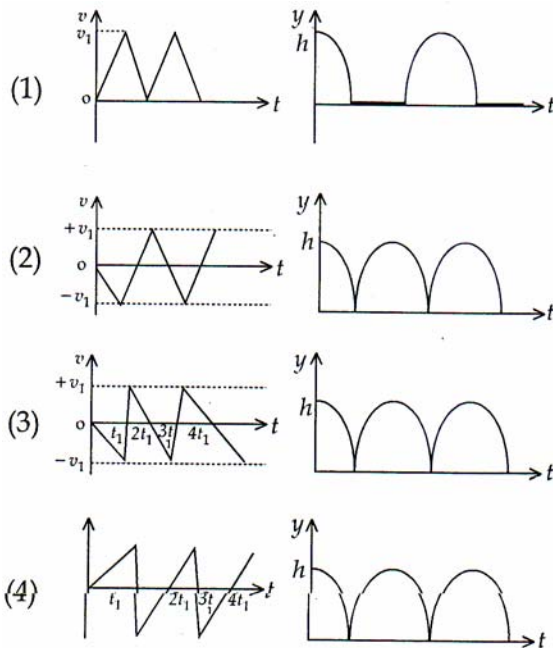 v y
v₁ h
(1) o t t
v y
+v₁ h
(2) o t
−v₁ t
v y
+v₁ h
(3) o t₁ 2t₁ 3t₁ 4t₁ t
−v₁ t
y
h
(4) t₁ 2t₁ 3t₁ 4t₁ t
t